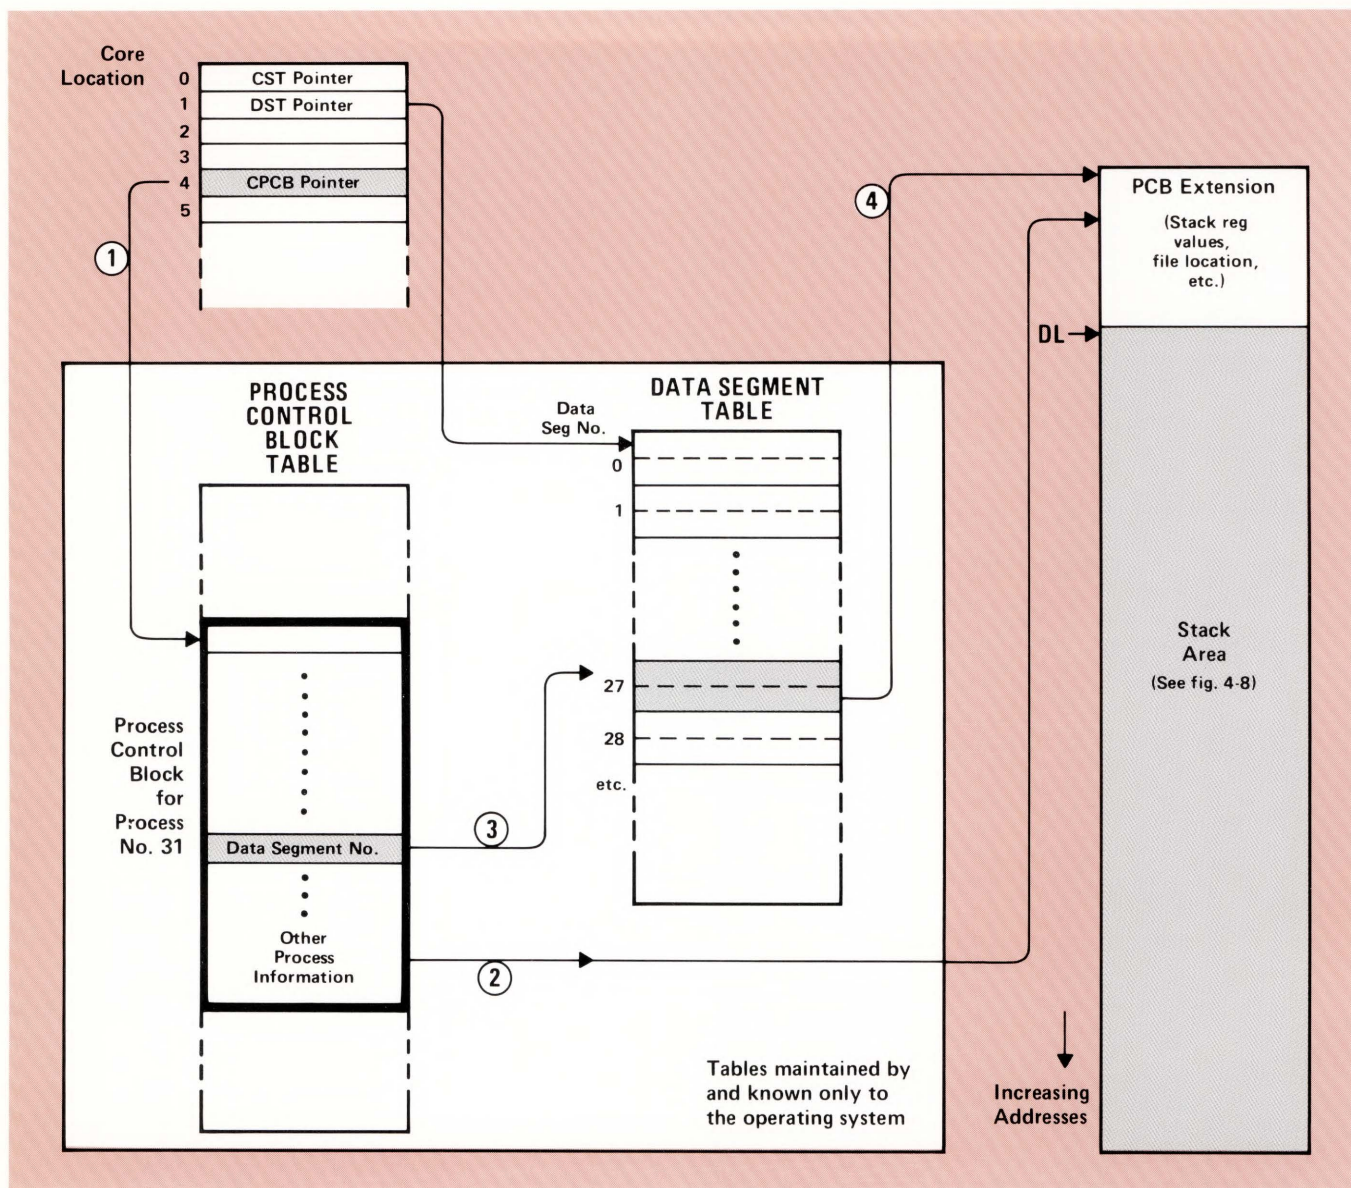 Core
Location
0 CST Pointer
1 DST Pointer
2
3
4 CPCB Pointer
5
1
4
PCB Extension
(Stack reg
values,
file location,
etc.)
DL
PROCESS
CONTROL
BLOCK
TABLE
Data
Seg No.
DATA SEGMENT
TABLE
0
1
27
28
etc.
Process
Control
Block
for
Process
No. 31
Data Segment No.
3
Other
Process
Information
2
Stack
Area
(See fig. 4-8)
Tables maintained by
and known only to
the operating system
Increasing
Addresses